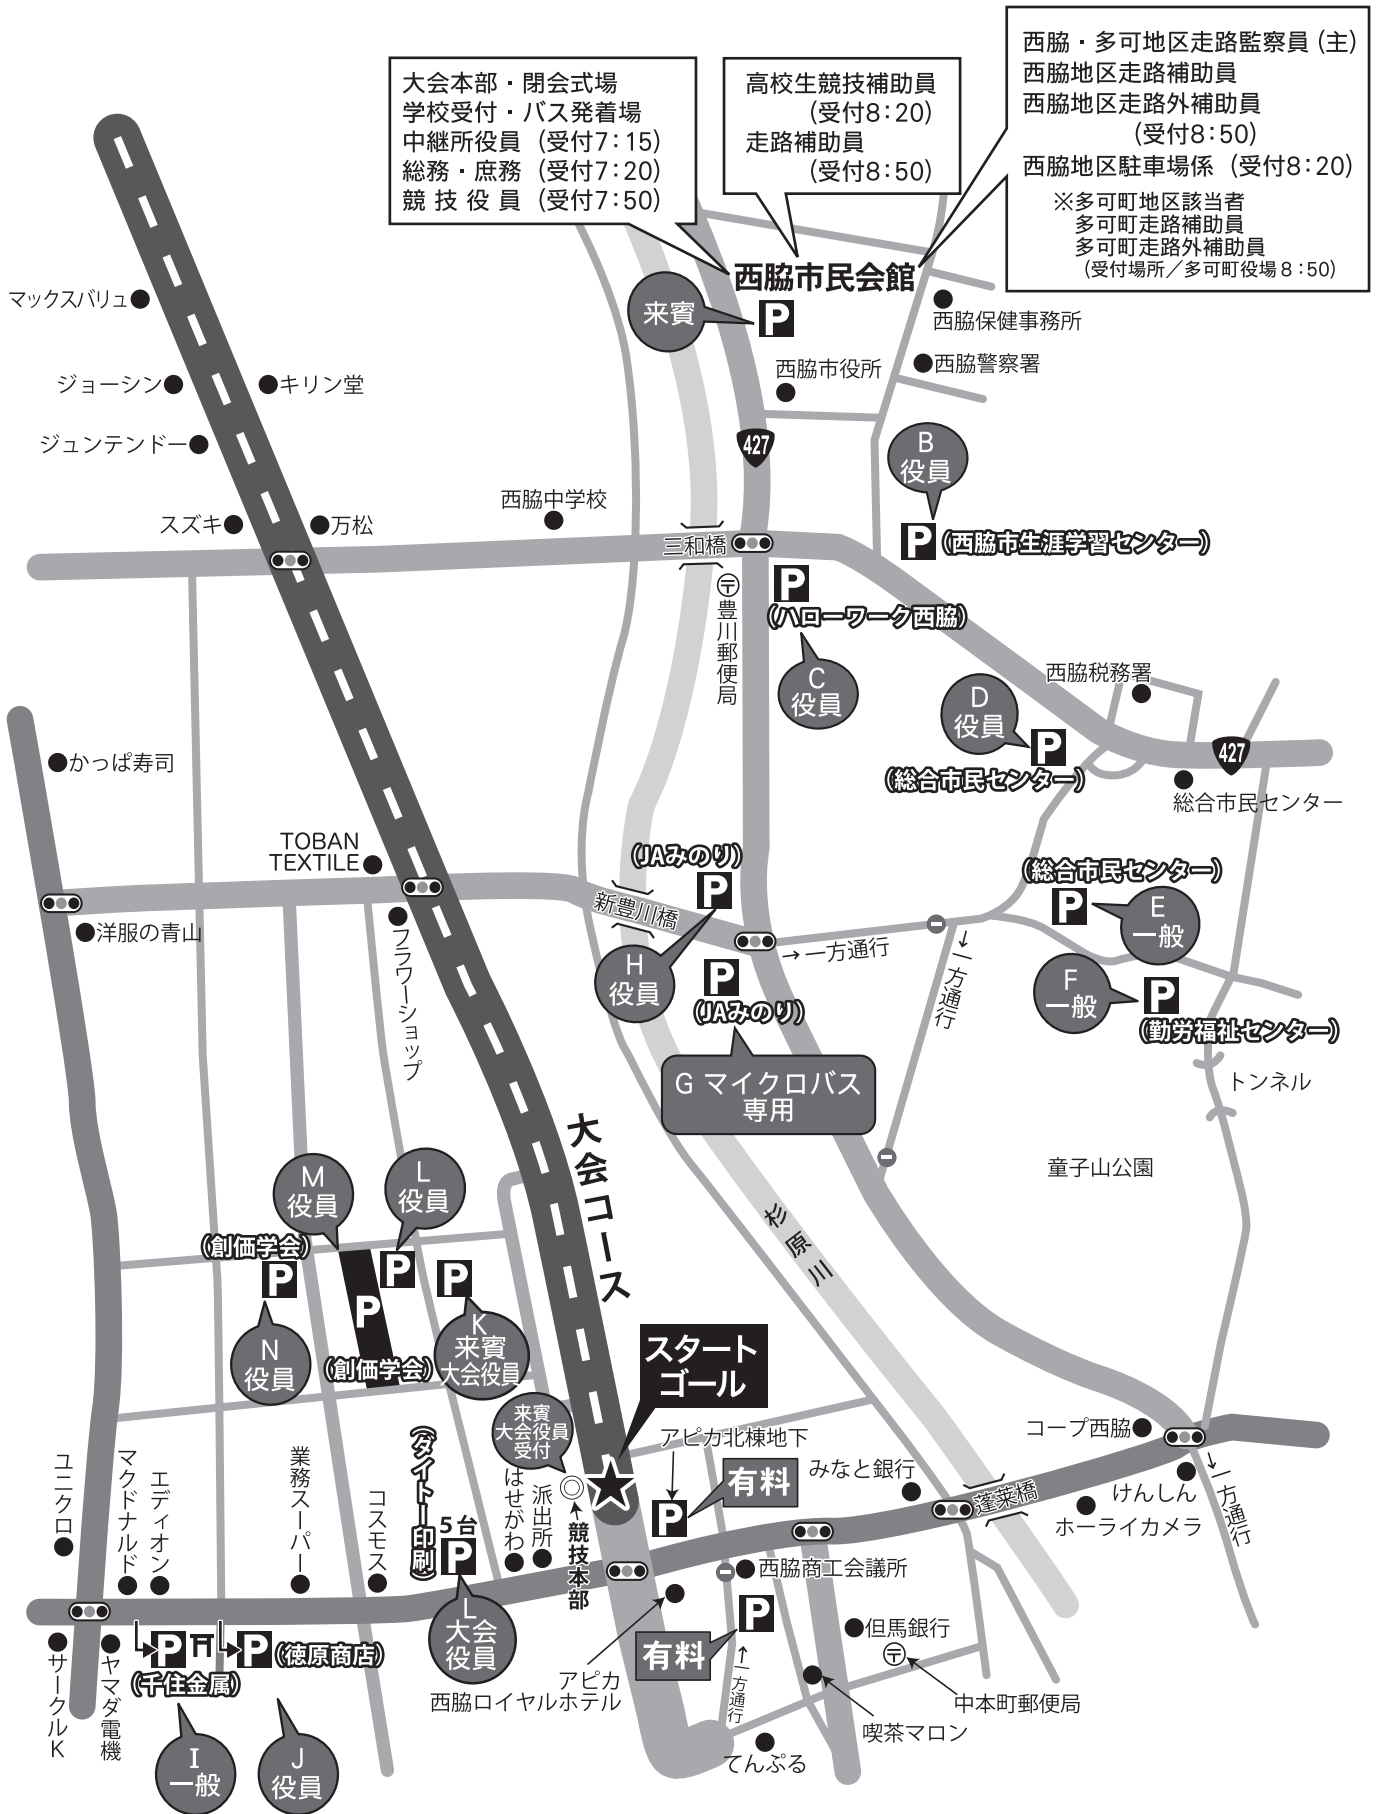 大会本部・閉会式場
学校受付・バス発着場
中継所役員（受付7：15）
総務・庶務（受付7：20）
競 技 役 員（受付7：50）
高校生競技補助員
（受付8：20）
走路補助員
（受付8：50）
西脇・多可地区走路監察員（主）
西脇地区走路補助員
西脇地区走路外補助員
（受付8：50）
西脇地区駐車場係（受付8：20）
※多可町地区該当者
多可町走路補助員
多可町走路外補助員
（受付場所／多可町役場８：50）
西脇市民会館
来賓
P
マックスバリュ
西脇保健事務所
西脇警察署
西脇市役所
ジョーシン
キリン堂
ジュンテンドー
427
B
役員
西脇中学校
スズキ
万松
三和橋
P
（西脇市生涯学習センター）
P
（ハローワーク西脇）
〒豊川郵便局
C
役員
D
役員
西脇税務署
P
（総合市民センター）
427
総合市民センター
かっぱ寿司
TOBAN
TEXTILE
（JAみのり）
P
新豊川橋
（総合市民センター）
P
E
一般
洋服の青山
フラワーショップ
→一方通行
→一方通行
H
役員
P
（JAみのり）
F
一般
P
（勤労福祉センター）
トンネル
G マイクロバス
専用
童子山公園
大会コース
杉原川
M
役員
L
役員
（創価学会）
P
P
P
P
N
役員
（創価学会）
K
来賓
大会役員
スタート
ゴール
来賓
大会役員
受付
アピカ北棟地下
有料
P
みなと銀行
コープ西脇
蓬莱橋
けんしん
ホーライカメラ
→一方通行
ユニクロ
マクドナルド
エディオン
業務スーパー
コスモス
（ダイトー印刷）
5台
P
はせがわ
派出所
◎
競技本部
西脇商工会議所
P
有料
→一方通行
但馬銀行
〒
中本町郵便局
喫茶マロン
てんぷる
アピカ
西脇ロイヤルホテル
L
大会
役員
サークルK
ヤマダ電機
P
P
（徳原商店）
（千住金属）
I
一般
J
役員